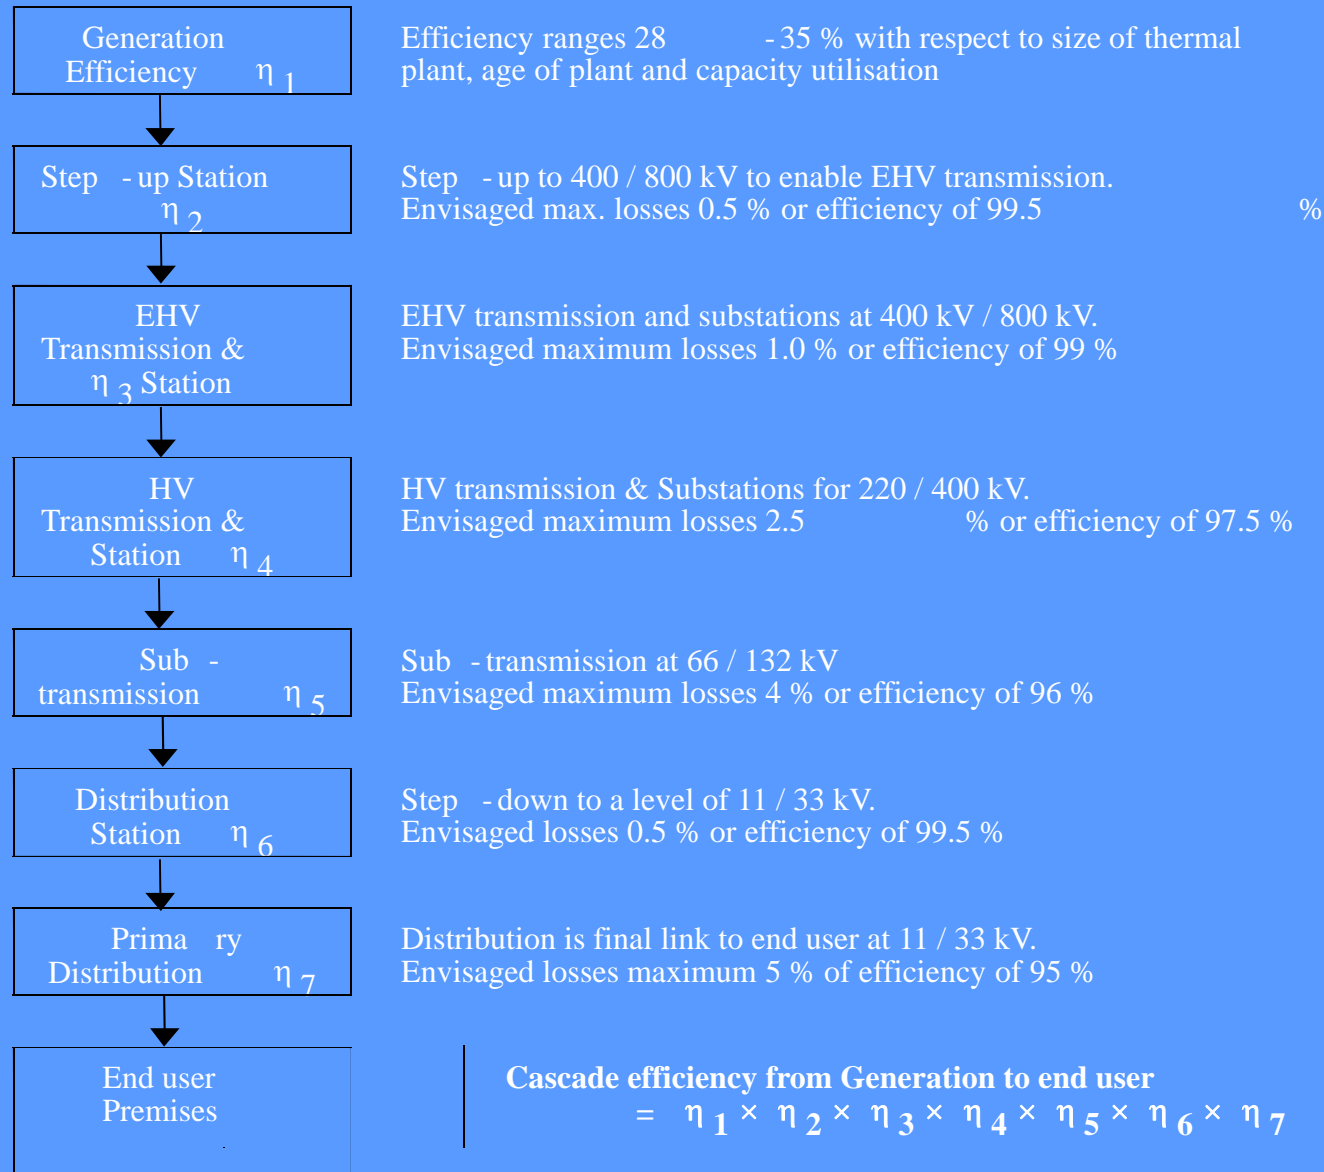 Generation
Efficiency η 1
Efficiency ranges 28 - 35 % with respect to size of thermal
plant, age of plant and capacity utilisation
Step - up Station
η 2
Step - up to 400 / 800 kV to enable EHV transmission.
Envisaged max. losses 0.5 % or efficiency of 99.5 %
EHV
Transmission &
η 3 Station
EHV transmission and substations at 400 kV / 800 kV.
Envisaged maximum losses 1.0 % or efficiency of 99 %
HV
Transmission &
Station η 4
HV transmission & Substations for 220 / 400 kV.
Envisaged maximum losses 2.5 % or efficiency of 97.5 %
Sub -
transmission η 5
Sub - transmission at 66 / 132 kV
Envisaged maximum losses 4 % or efficiency of 96 %
Distribution
Station η 6
Step - down to a level of 11 / 33 kV.
Envisaged losses 0.5 % or efficiency of 99.5 %
Prima ry
Distribution η 7
Distribution is final link to end user at 11 / 33 kV.
Envisaged losses maximum 5 % of efficiency of 95 %
End user
Premises
Cascade efficiency from Generation to end user
= η 1 × η 2 × η 3 × η 4 × η 5 × η 6 × η 7